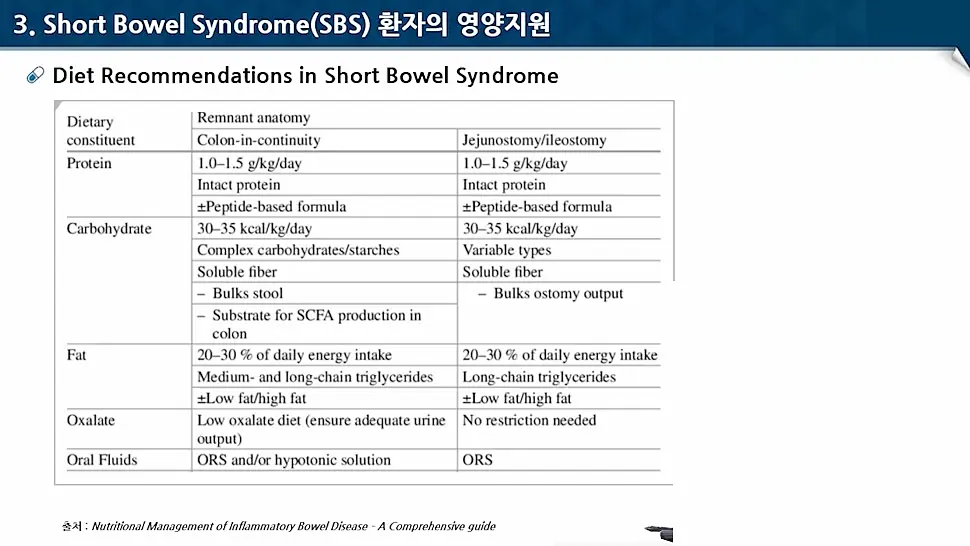 3. Short Bowel Syndrome(SBS) 환자의 영양지원
Diet Recommendations in Short Bowel Syndrome
Dietary constituent Remnant anatomy
Colon-in-continuity Jejunostomy/ileostomy
Protein 1.0–1.5 g/kg/day 1.0–1.5 g/kg/day
Intact protein Intact protein
±Peptide-based formula ±Peptide-based formula
Carbohydrate 30–35 kcal/kg/day 30–35 kcal/kg/day
Complex carbohydrates/starches Variable types
Soluble fiber Soluble fiber
– Bulks stool – Bulks ostomy output
– Substrate for SCFA production in
colon
Fat 20–30 % of daily energy intake 20–30 % of daily energy intake
Medium- and long-chain triglycerides Long-chain triglycerides
±Low fat/high fat ±Low fat/high fat
Oxalate Low oxalate diet (ensure adequate urine No restriction needed
output)
Oral Fluids ORS and/or hypotonic solution ORS
출처 : Nutritional Management of Inflammatory Bowel Disease - A Comprehensive guide